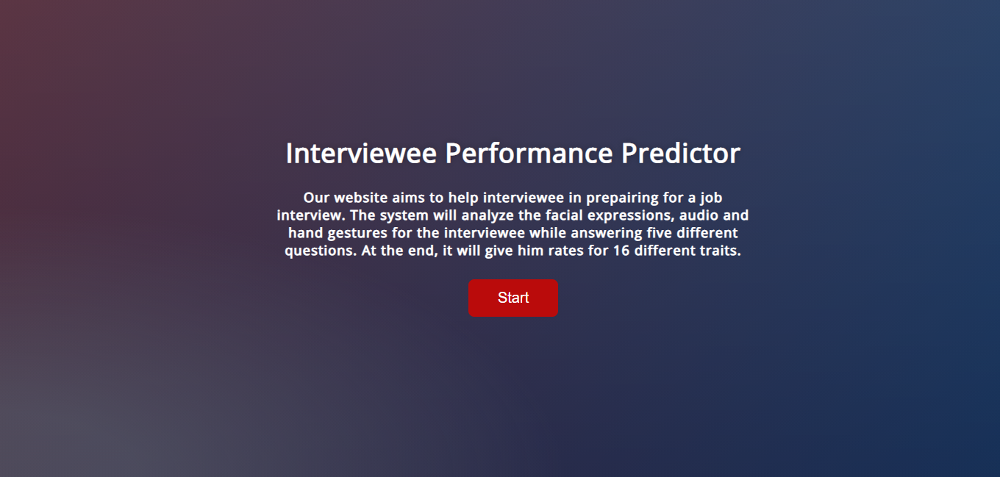 Interviewee Performance Predictor
Our website aims to help interviewee in prepairing for a job
interview. The system will analyze the facial expressions, audio and
hand gestures for the interviewee while answering five different
questions. At the end, it will give him rates for 16 different traits.
Start